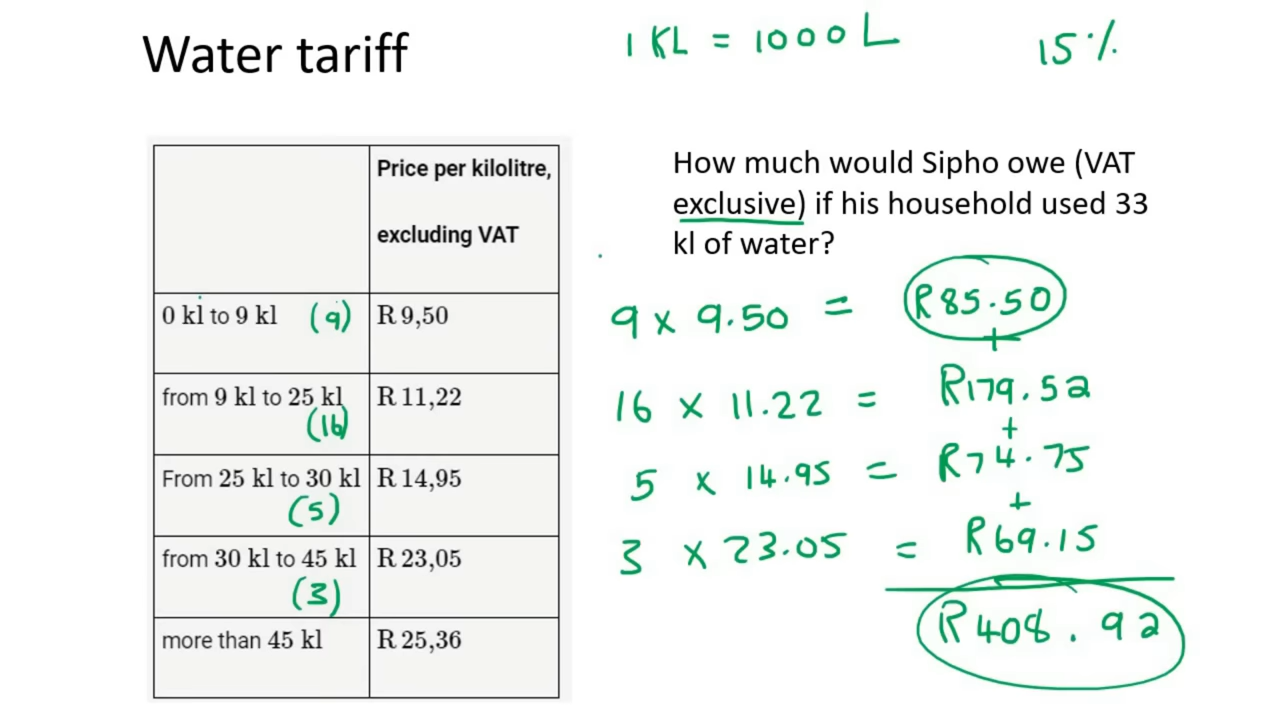 Water tariff
1 KL = 1000 L
15%
Price per kilolitre,
excluding VAT
0 kl to 9 kl (9) R 9,50
from 9 kl to 25 kl (16) R 11,22
From 25 kl to 30 kl (5) R 14,95
from 30 kl to 45 kl (3) R 23,05
more than 45 kl R 25,36
How much would Sipho owe (VAT
exclusive) if his household used 33
kl of water?
9 x 9.50 = R85.50
+
16 x 11.22 = R179.52
+
5 x 14.95 = R74.75
+
3 x 23.05 = R69.15
R408.92